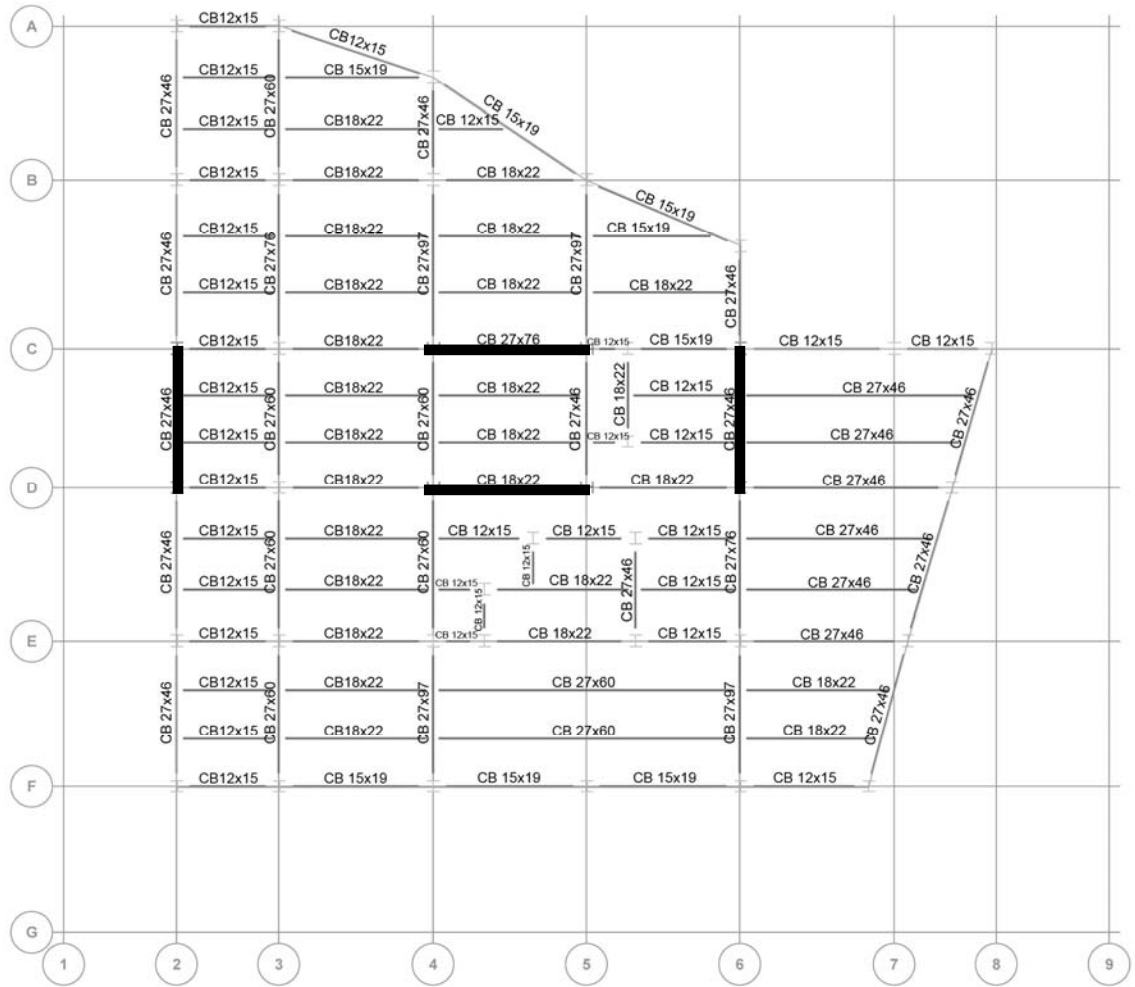 A
CB12x15
CB12x15
CB12x15 CB 15x19
CB 27x46
CB 27x60
CB 27x46
CB 15x19
CB12x15 CB18x22 CB 12x15
B
CB12x15 CB18x22 CB 18x22
CB 15x19
CB12x15 CB18x22 CB 18x22 CB 15x19
CB 27x46
CB 27x76
CB 27x97
CB 27x97
CB 27x46
CB12x15 CB18x22 CB 18x22 CB 18x22
C
CB12x15 CB18x22 CB 27x76 CB 12x15 CB 15x19 CB 12x15 CB 12x15
CB12x15 CB18x22 CB 18x22 CB 12x15 CB 27x46
CB 27x46
CB 27x60
CB 27x60
CB 27x46
CB 18x22
CB 27x46
CB 27x46
CB12x15 CB18x22 CB 18x22 CB 12x15 CB 12x15 CB 27x46
D
CB12x15 CB18x22 CB 18x22 CB 18x22 CB 27x46
CB12x15 CB18x22 CB 12x15 CB 12x15 CB 12x15 CB 27x46
CB 27x46
CB 27x60
CB 27x60
CB 12x15
CB 27x46
CB 27x76
CB 27x46
CB12x15 CB18x22 CB 12x15 CB 18x22 CB 12x15 CB 27x46
CB 12x15
E
CB12x15 CB18x22 CB 12x15 CB 18x22 CB 12x15 CB 27x46
CB12x15 CB18x22 CB 27x60 CB 18x22
CB 27x46
CB 27x60
CB 27x97
CB 27x97
CB 27x46
CB12x15 CB18x22 CB 27x60 CB 18x22
F
CB12x15 CB 15x19 CB 15x19 CB 15x19 CB 12x15
G
1 2 3 4 5 6 7 8 9